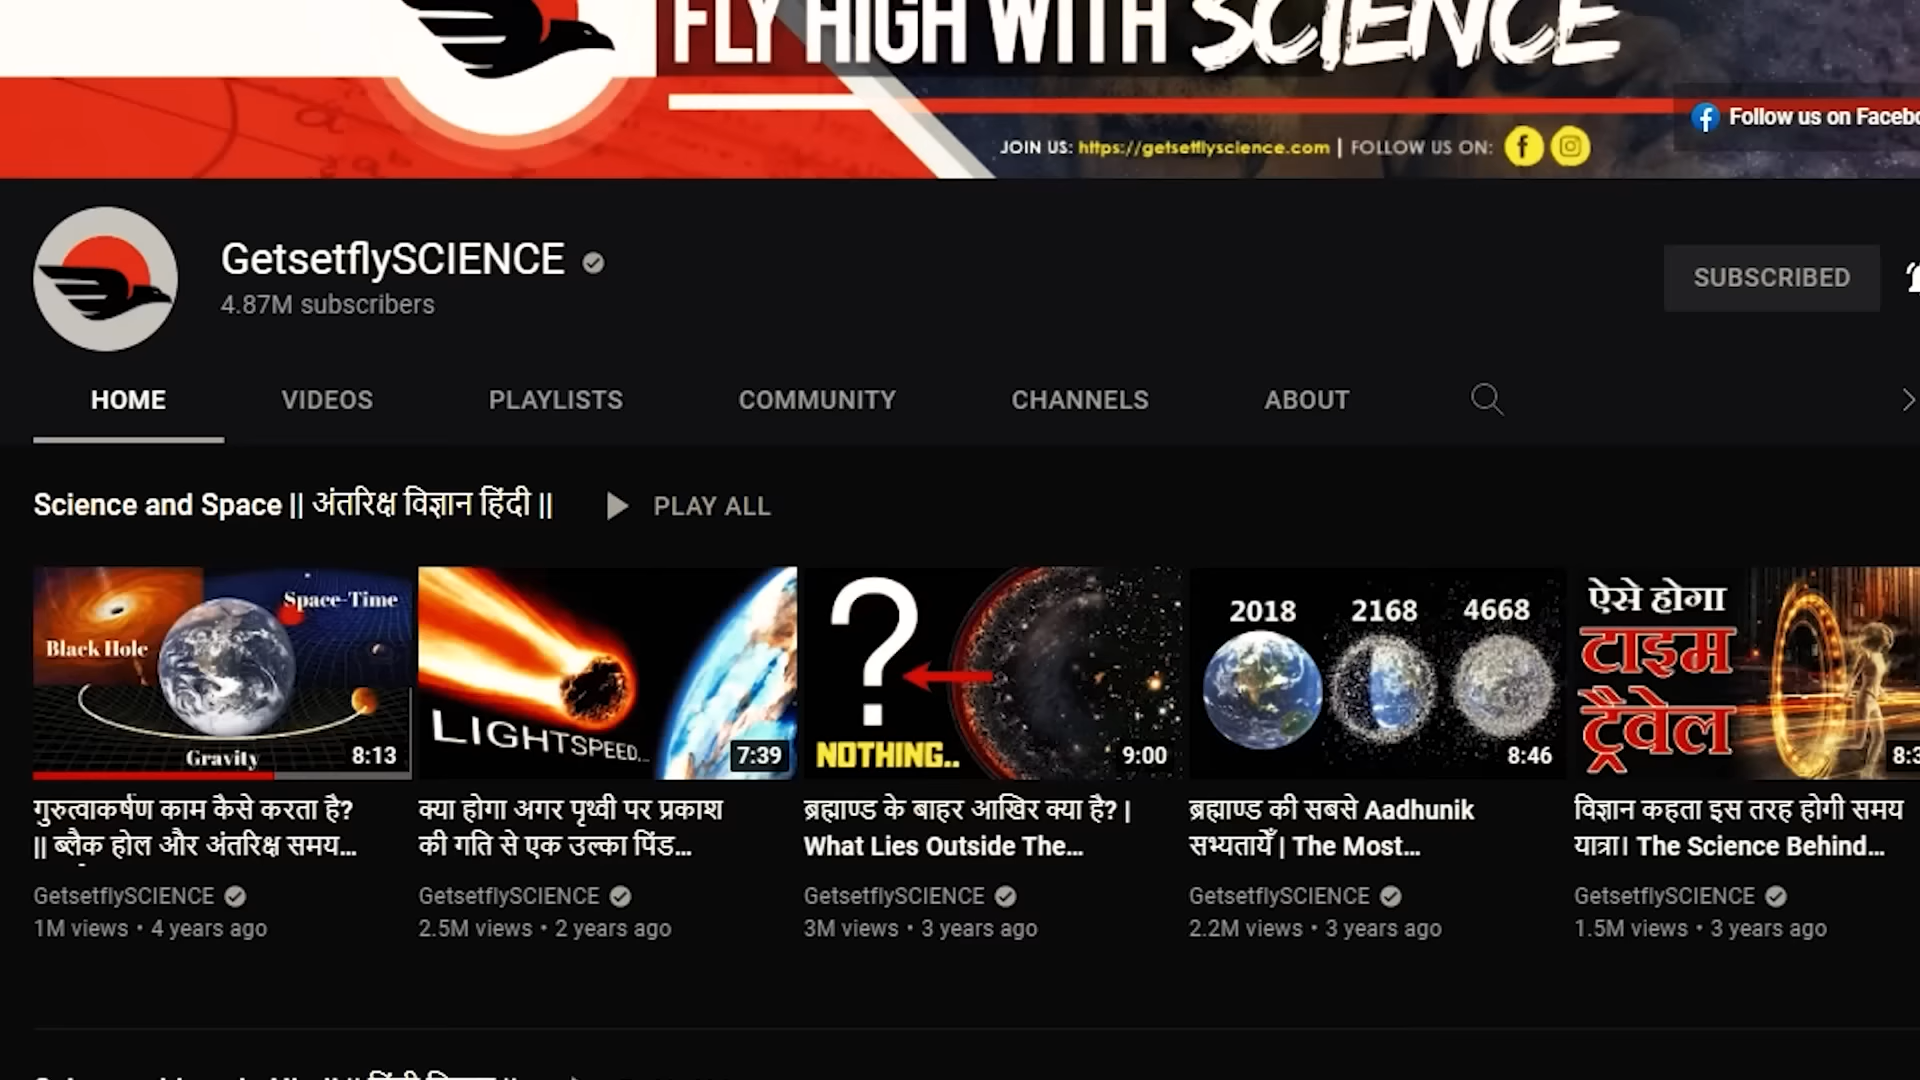 FLY HIGH WITH SCIENCE
JOIN US: https://getsetflyscience.com | FOLLOW US ON:
Follow us on Facebo
GetsetflySCIENCE
4.87M subscribers
SUBSCRIBED
HOME VIDEOS PLAYLISTS COMMUNITY CHANNELS ABOUT
Science and Space || अंतरिक्ष विज्ञान हिंदी || PLAY ALL
Space-Time
Black Hole
Gravity
8:13
LIGHTSPEED...
7:39
?
NOTHING..
9:00
2018 2168 4668
8:46
ऐसे होगा
टाइम
ट्रैवेल
8:3
गुरुत्वाकर्षण काम कैसे करता है?
|| ब्लैक होल और अंतरिक्ष समय...
GetsetflySCIENCE
1M views • 4 years ago
क्या होगा अगर पृथ्वी पर प्रकाश
की गति से एक उल्का पिंड...
GetsetflySCIENCE
2.5M views • 2 years ago
ब्रह्माण्ड के बाहर आखिर क्या है? |
What Lies Outside The...
GetsetflySCIENCE
3M views • 3 years ago
ब्रह्माण्ड की सबसे Aadhunik
सभ्यतायेँ | The Most...
GetsetflySCIENCE
2.2M views • 3 years ago
विज्ञान कहता इस तरह होगी समय
यात्रा। The Science Behind...
GetsetflySCIENCE
1.5M views • 3 years ago